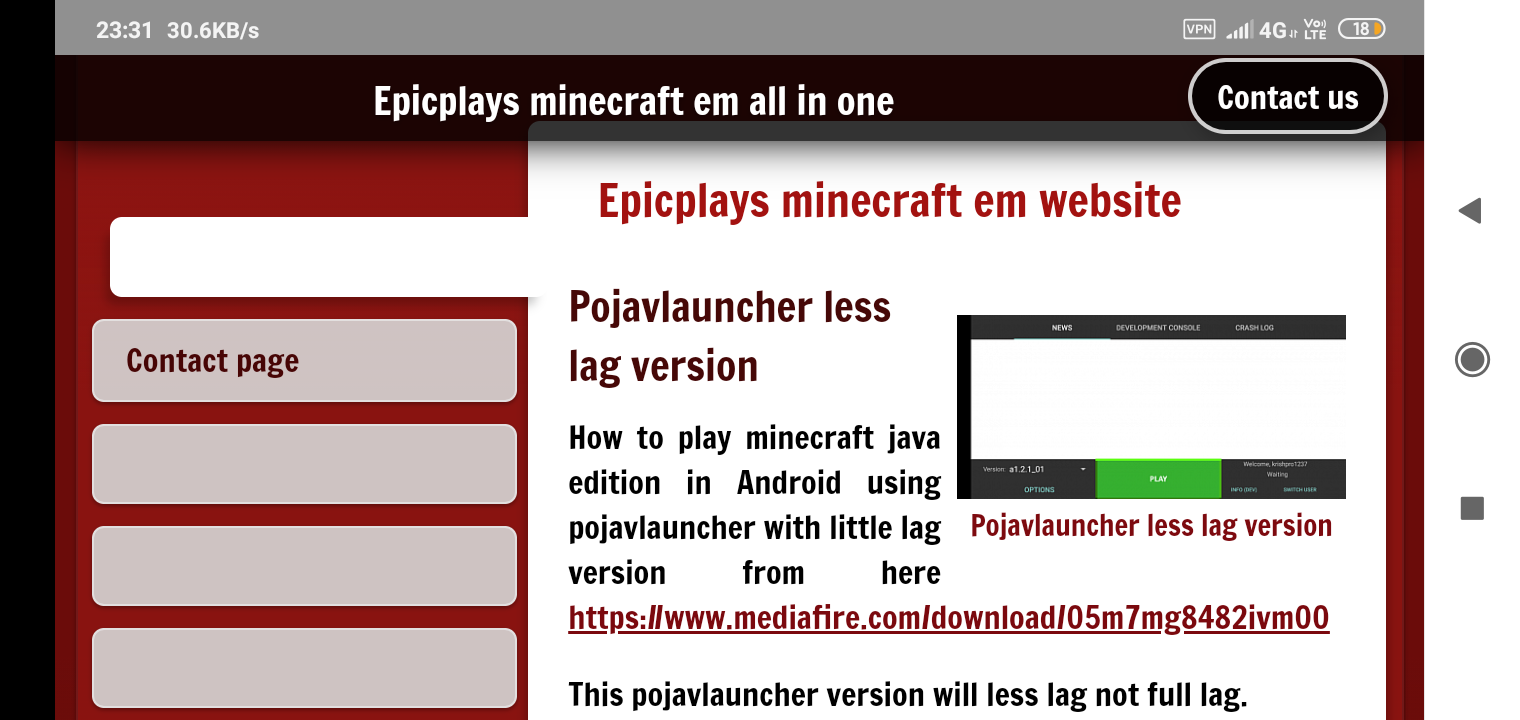 23:31 30.6KB/s
VPN 4G Vo)) LTE 18
Epicplays minecraft em all in one
Contact us
Epicplays minecraft em website
Contact page
Pojavlauncher less
lag version
How to play minecraft java
edition in Android using
pojavlauncher with little lag
version from here
https://www.mediafire.com/download/05m7mg8482ivm00
NEWS DEVELOPMENT CONSOLE CRASH LOG
Version: a1.2.1_01
OPTIONS
PLAY
Welcome, krishpro1237
Waiting
INFO (DEV) SWITCH USER
Pojavlauncher less lag version
This pojavlauncher version will less lag not full lag.